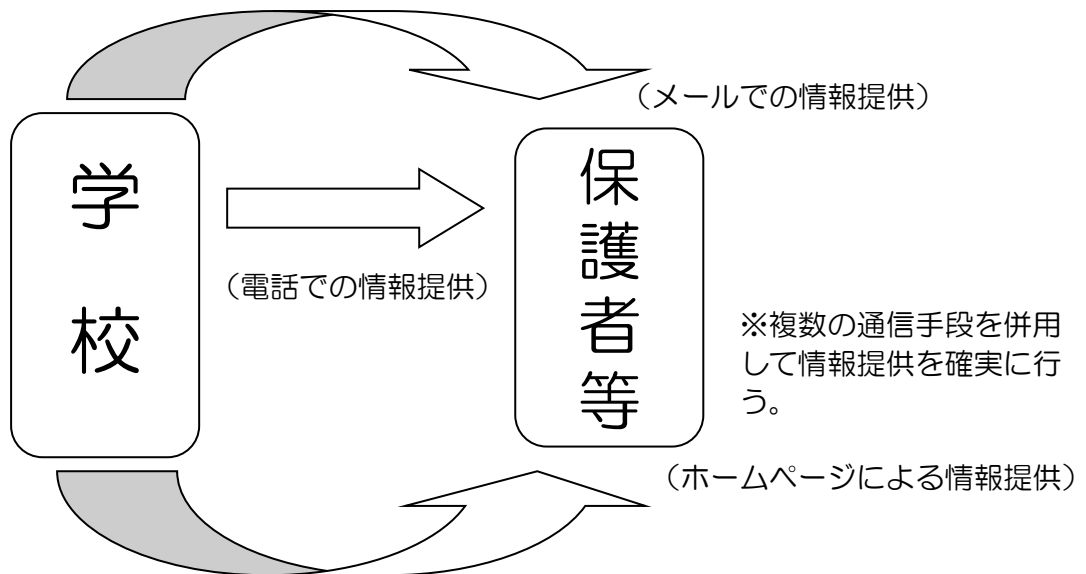 （メールでの情報提供）
学校
保護者等
（電話での情報提供）
※複数の通信手段を併用
して情報提供を確実に行
う。
（ホームページによる情報提供）